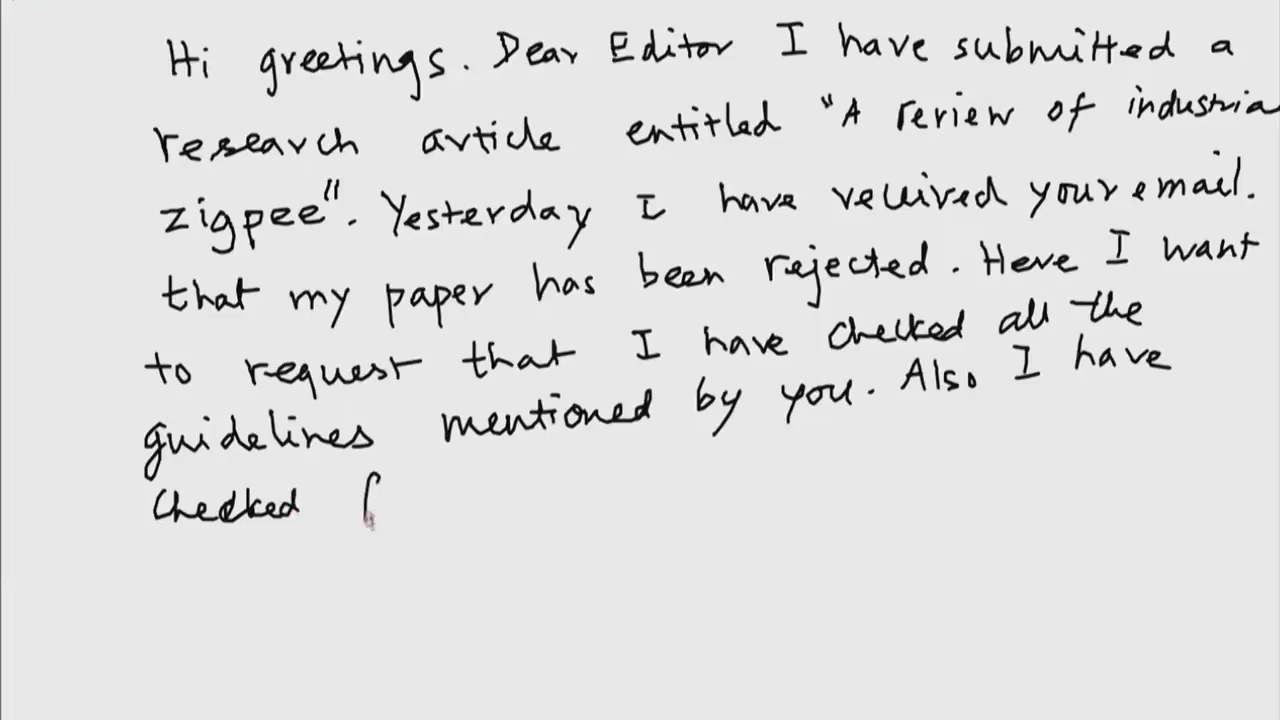 Hi greetings. Dear Editor I have submitted a
research article entitled "A review of industria
zigpee". Yesterday I have received your email.
that my paper has been rejected. Here I want
to request that I have checked all the
guidelines mentioned by you. Also I have
checked